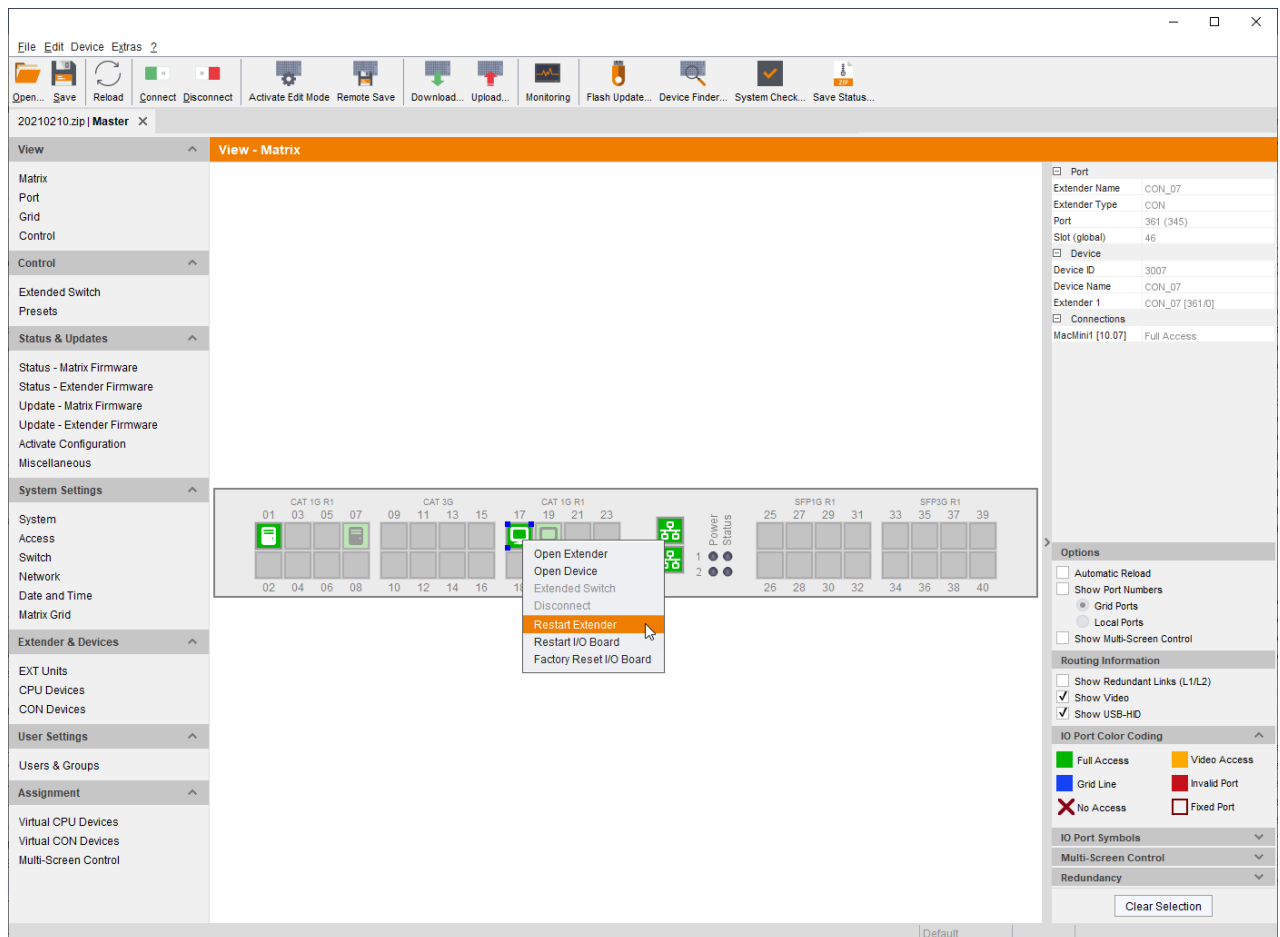 File Edit Device Extras ?
Open... Save Reload Connect Disconnect Activate Edit Mode Remote Save Download... Upload... Monitoring Flash Update... Device Finder... System Check... Save Status...
ZIP
20210210.zip | Master
View
Matrix
Port
Grid
Control
Control
Extended Switch
Presets
Status & Updates
Status - Matrix Firmware
Status - Extender Firmware
Update - Matrix Firmware
Update - Extender Firmware
Activate Configuration
Miscellaneous
System Settings
System
Access
Switch
Network
Date and Time
Matrix Grid
Extender & Devices
EXT Units
CPU Devices
CON Devices
User Settings
Users & Groups
Assignment
Virtual CPU Devices
Virtual CON Devices
Multi-Screen Control
View - Matrix
CAT 1G R1 CAT 3G CAT 1G R1 SFP1G R1 SFP3G R1
01 03 05 07 09 11 13 15 17 19 21 23 25 27 29 31 33 35 37 39
Power
Status
1
2
02 04 06 08 10 12 14 16 18 26 28 30 32 34 36 38 40
Open Extender
Open Device
Extended Switch
Disconnect
Restart Extender
Restart I/O Board
Factory Reset I/O Board
Port
Extender Name CON_07
Extender Type CON
Port 361 (345)
Slot (global) 46
Device
Device ID 3007
Device Name CON_07
Extender 1 CON_07 [361/0]
Connections
MacMini1 [10.07] Full Access
Options
Automatic Reload
Show Port Numbers
Grid Ports
Local Ports
Show Multi-Screen Control
Routing Information
Show Redundant Links (L1/L2)
Show Video
Show USB-HID
IO Port Color Coding
Full Access Video Access
Grid Line Invalid Port
No Access Fixed Port
IO Port Symbols
Multi-Screen Control
Redundancy
Clear Selection
Default